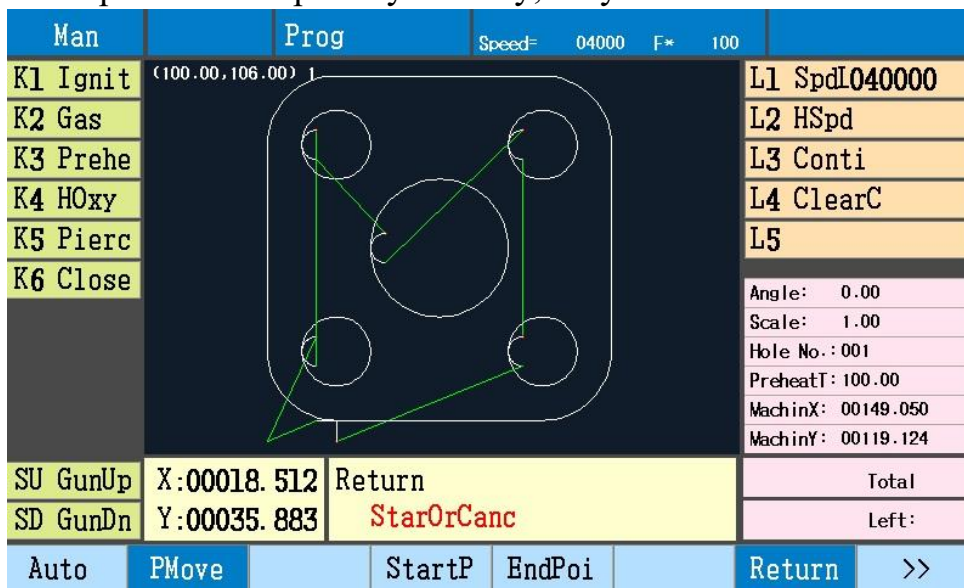 Man Prog Speed= 04000 F* 100
K1 Ignit
K2 Gas
K3 Prehe
K4 HOxy
K5 Pierc
K6 Close
(100.00,106.00) 1
L1 SpdL040000
L2 HSpd
L3 Conti
L4 ClearC
L5
Angle: 0.00
Scale: 1.00
Hole No.:001
PreheatT:100.00
MachinX: 00149.050
MachinY: 00119.124
SU GunUp
SD GunDn
X:00018.512
Y:00035.883
Return
StarOrCanc
Total
Left:
Auto PMove StartP EndPoi Return >>